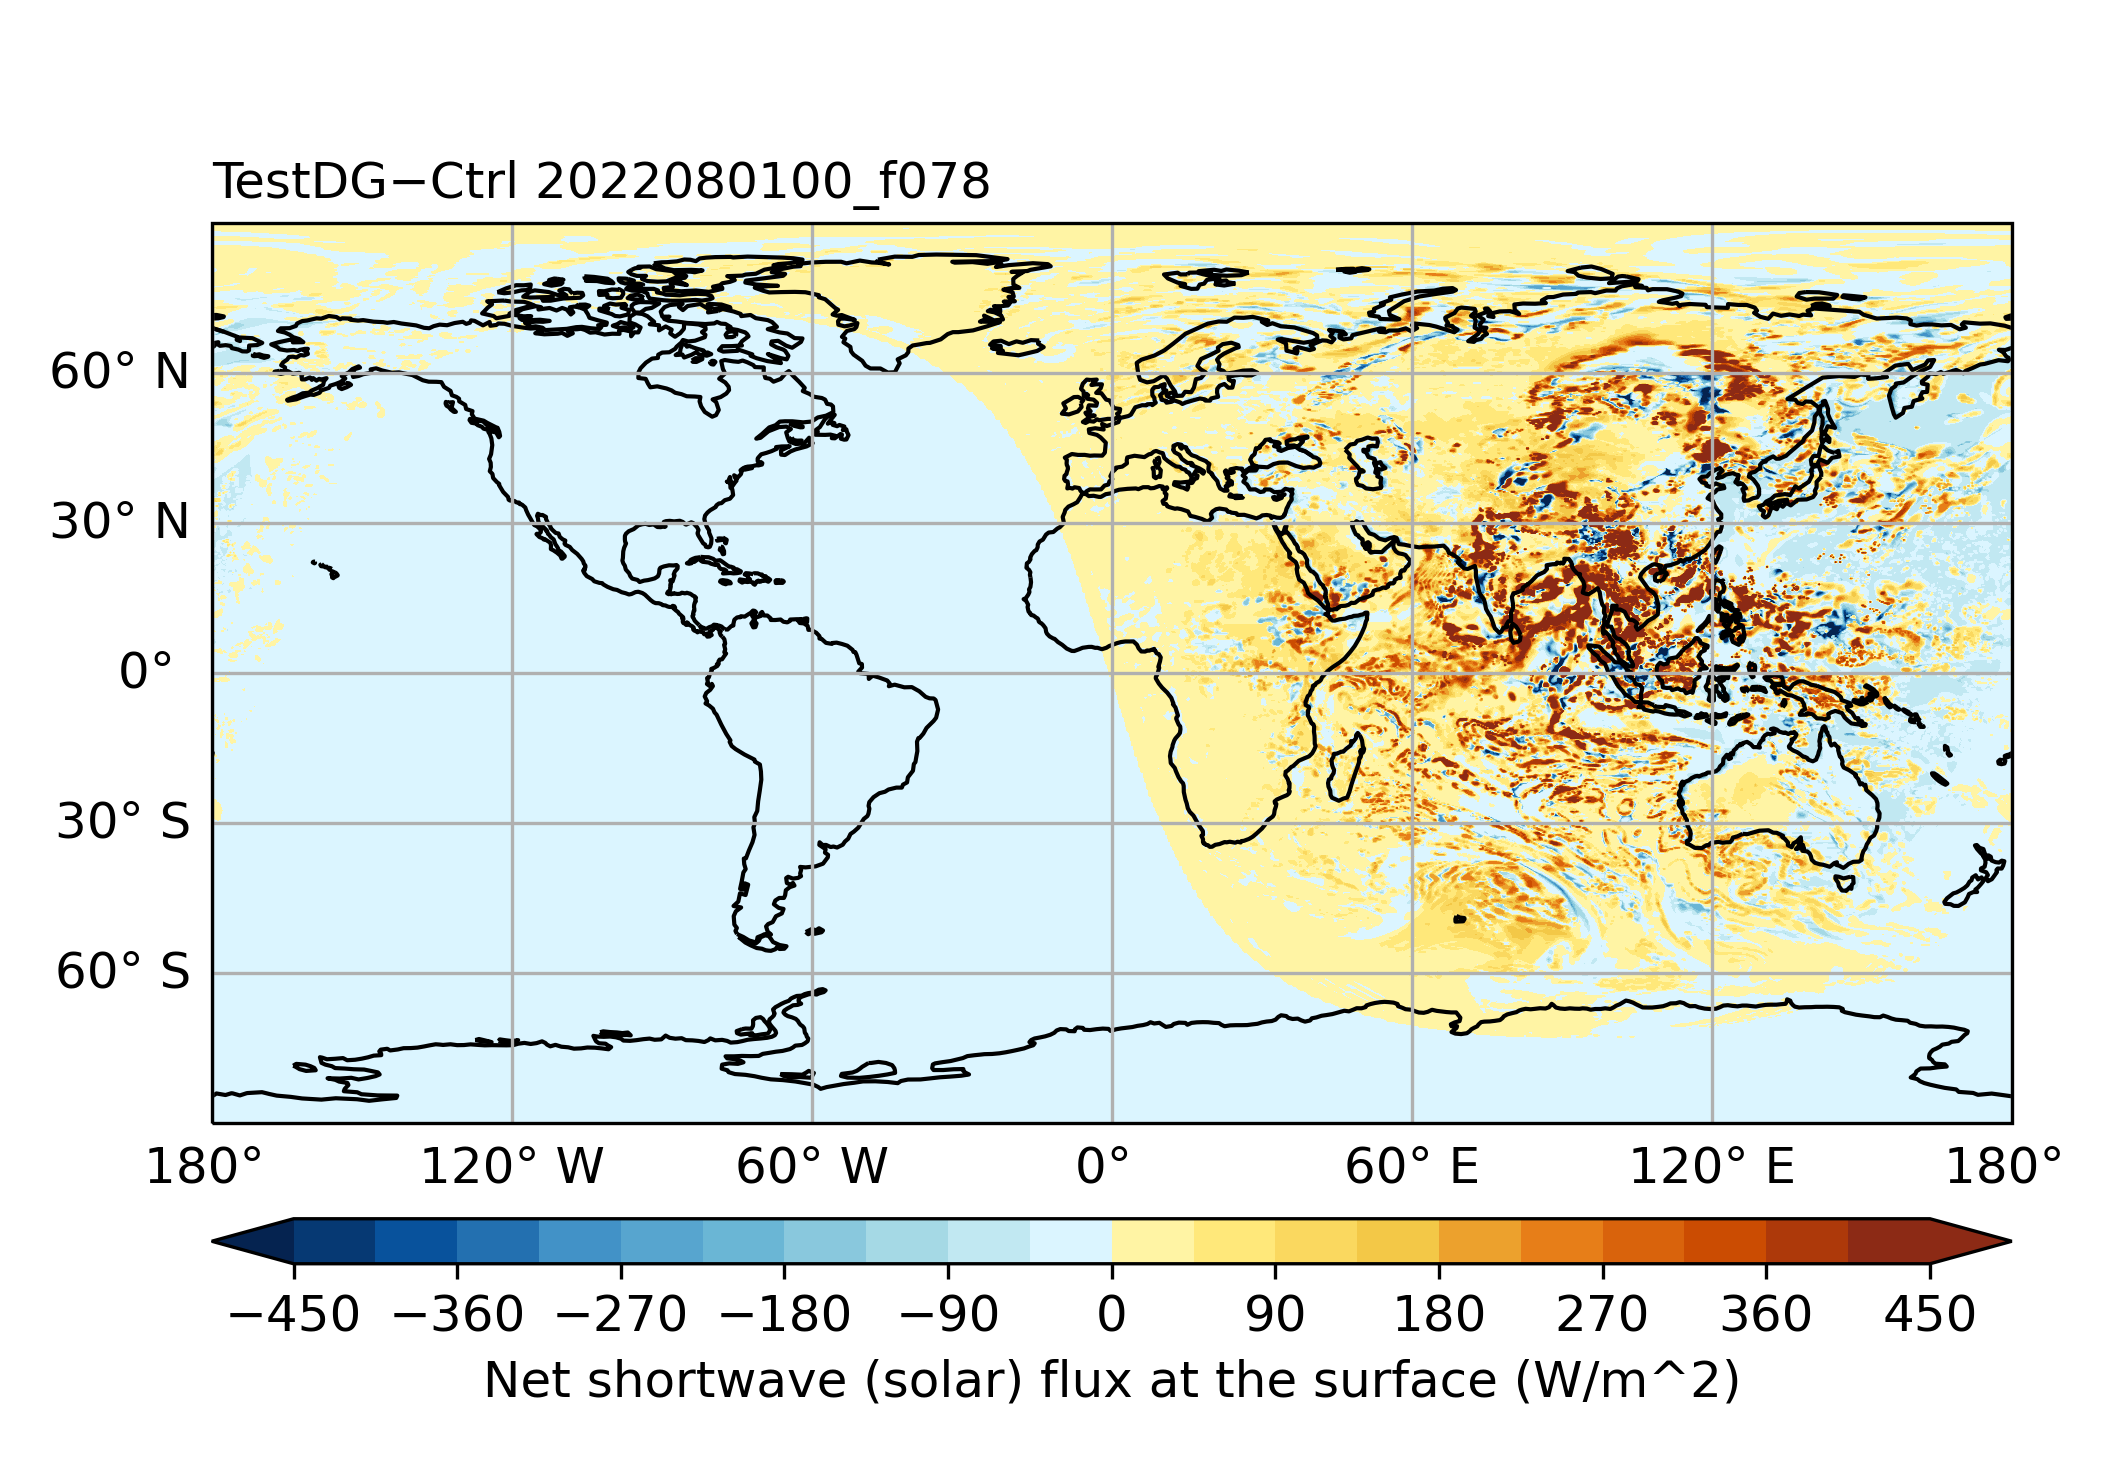 TestDG−Ctrl 2022080100_f078
60° N
30° N
0°
30° S
60° S
180° 120° W 60° W 0° 60° E 120° E 180°
−450 −360 −270 −180 −90 0 90 180 270 360 450
Net shortwave (solar) flux at the surface (W/m^2)